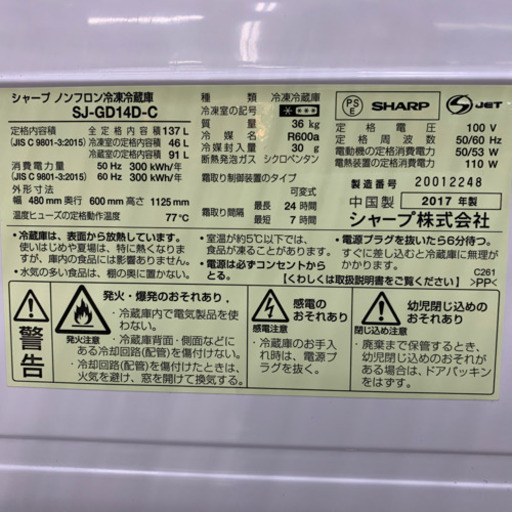 シャープ ノンフロン冷凍冷蔵庫
SJ-GD14D-C
定格内容積 全定格内容積 137 L
(JIS C 9801-3:2015) 冷凍室の定格内容積 46 L
冷蔵室の定格内容積 91 L
消費電力量 50 Hz 300 kWh/年
(JIS C 9801-3:2015) 60 Hz 300 kWh/年
外形寸法
幅 480 mm 奥行 600 mm 高さ 1125 mm
温度ヒューズの定格動作温度 77℃
種類 冷凍冷蔵庫
冷凍室の記号
質量 36 kg
冷媒 R600a
冷媒封入量 30 g
断熱発泡ガス シクロペンタン
霜取り制御装置のタイプ
可変式
霜取り間隔 最長 24 時間
最短 7 時間
PS E SHARP S JET
定格電圧 100 V
定格周波数 50/60 Hz
電動機の定格消費電力 50/53 W
電熱装置の定格消費電力 110 W
製造番号 20012248
中国製 2017 年製
シャープ株式会社
C261
>PP<
・冷蔵庫は、表面から放熱しています。
使いはじめや夏場は、特に熱くなりま
すが、庫内の食品には影響ありません。
・水気の多い食品は、棚の奥に置かない。
・室温が約5℃以下では、
食品は凍ることがあります。
・電源は必ずコンセントから
とる。
・電源プラグを抜いたら6分待つ。
すぐに差し込むと冷蔵庫に無理が
かかります。
【くわしくは取扱説明書をご覧ください】
警告
発火・爆発のおそれあり
発火注意
・冷蔵庫内で電気製品を使
わない。
・冷蔵庫背面・側面などに
ある冷却回路(配管)を傷付けない。
・冷却回路(配管)を傷付けたときは、
火気を避け、窓を開けて換気する。
感電の
おそれあり
感電注意
・冷蔵庫のお手
入れ時は、電源
プラグを抜く。
幼児閉じ込めの
おそれあり
閉じ込め注意
・廃棄まで保管するとき、
幼児閉じ込めのおそれが
ある場合は、ドアパッキン
をはずす。